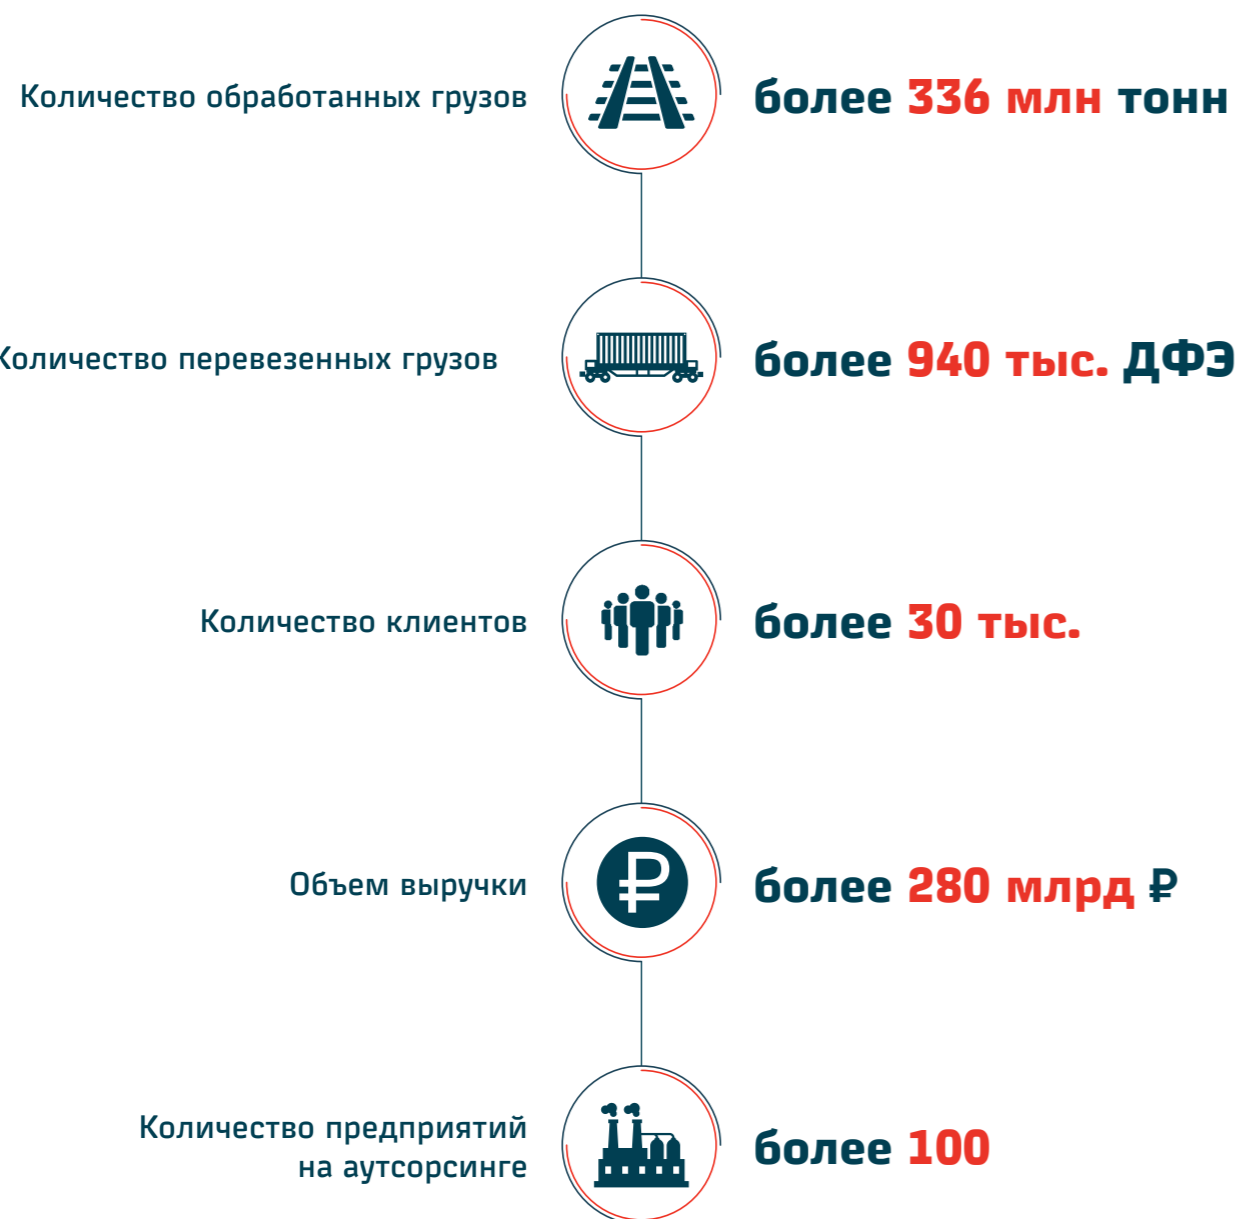 Количество обработанных грузов
более 336 млн тонн
Количество перевезенных грузов
более 940 тыс. ДФЭ
Количество клиентов
более 30 тыс.
Объем выручки
более 280 млрд ₽
Количество предприятий
на аутсорсинге
более 100